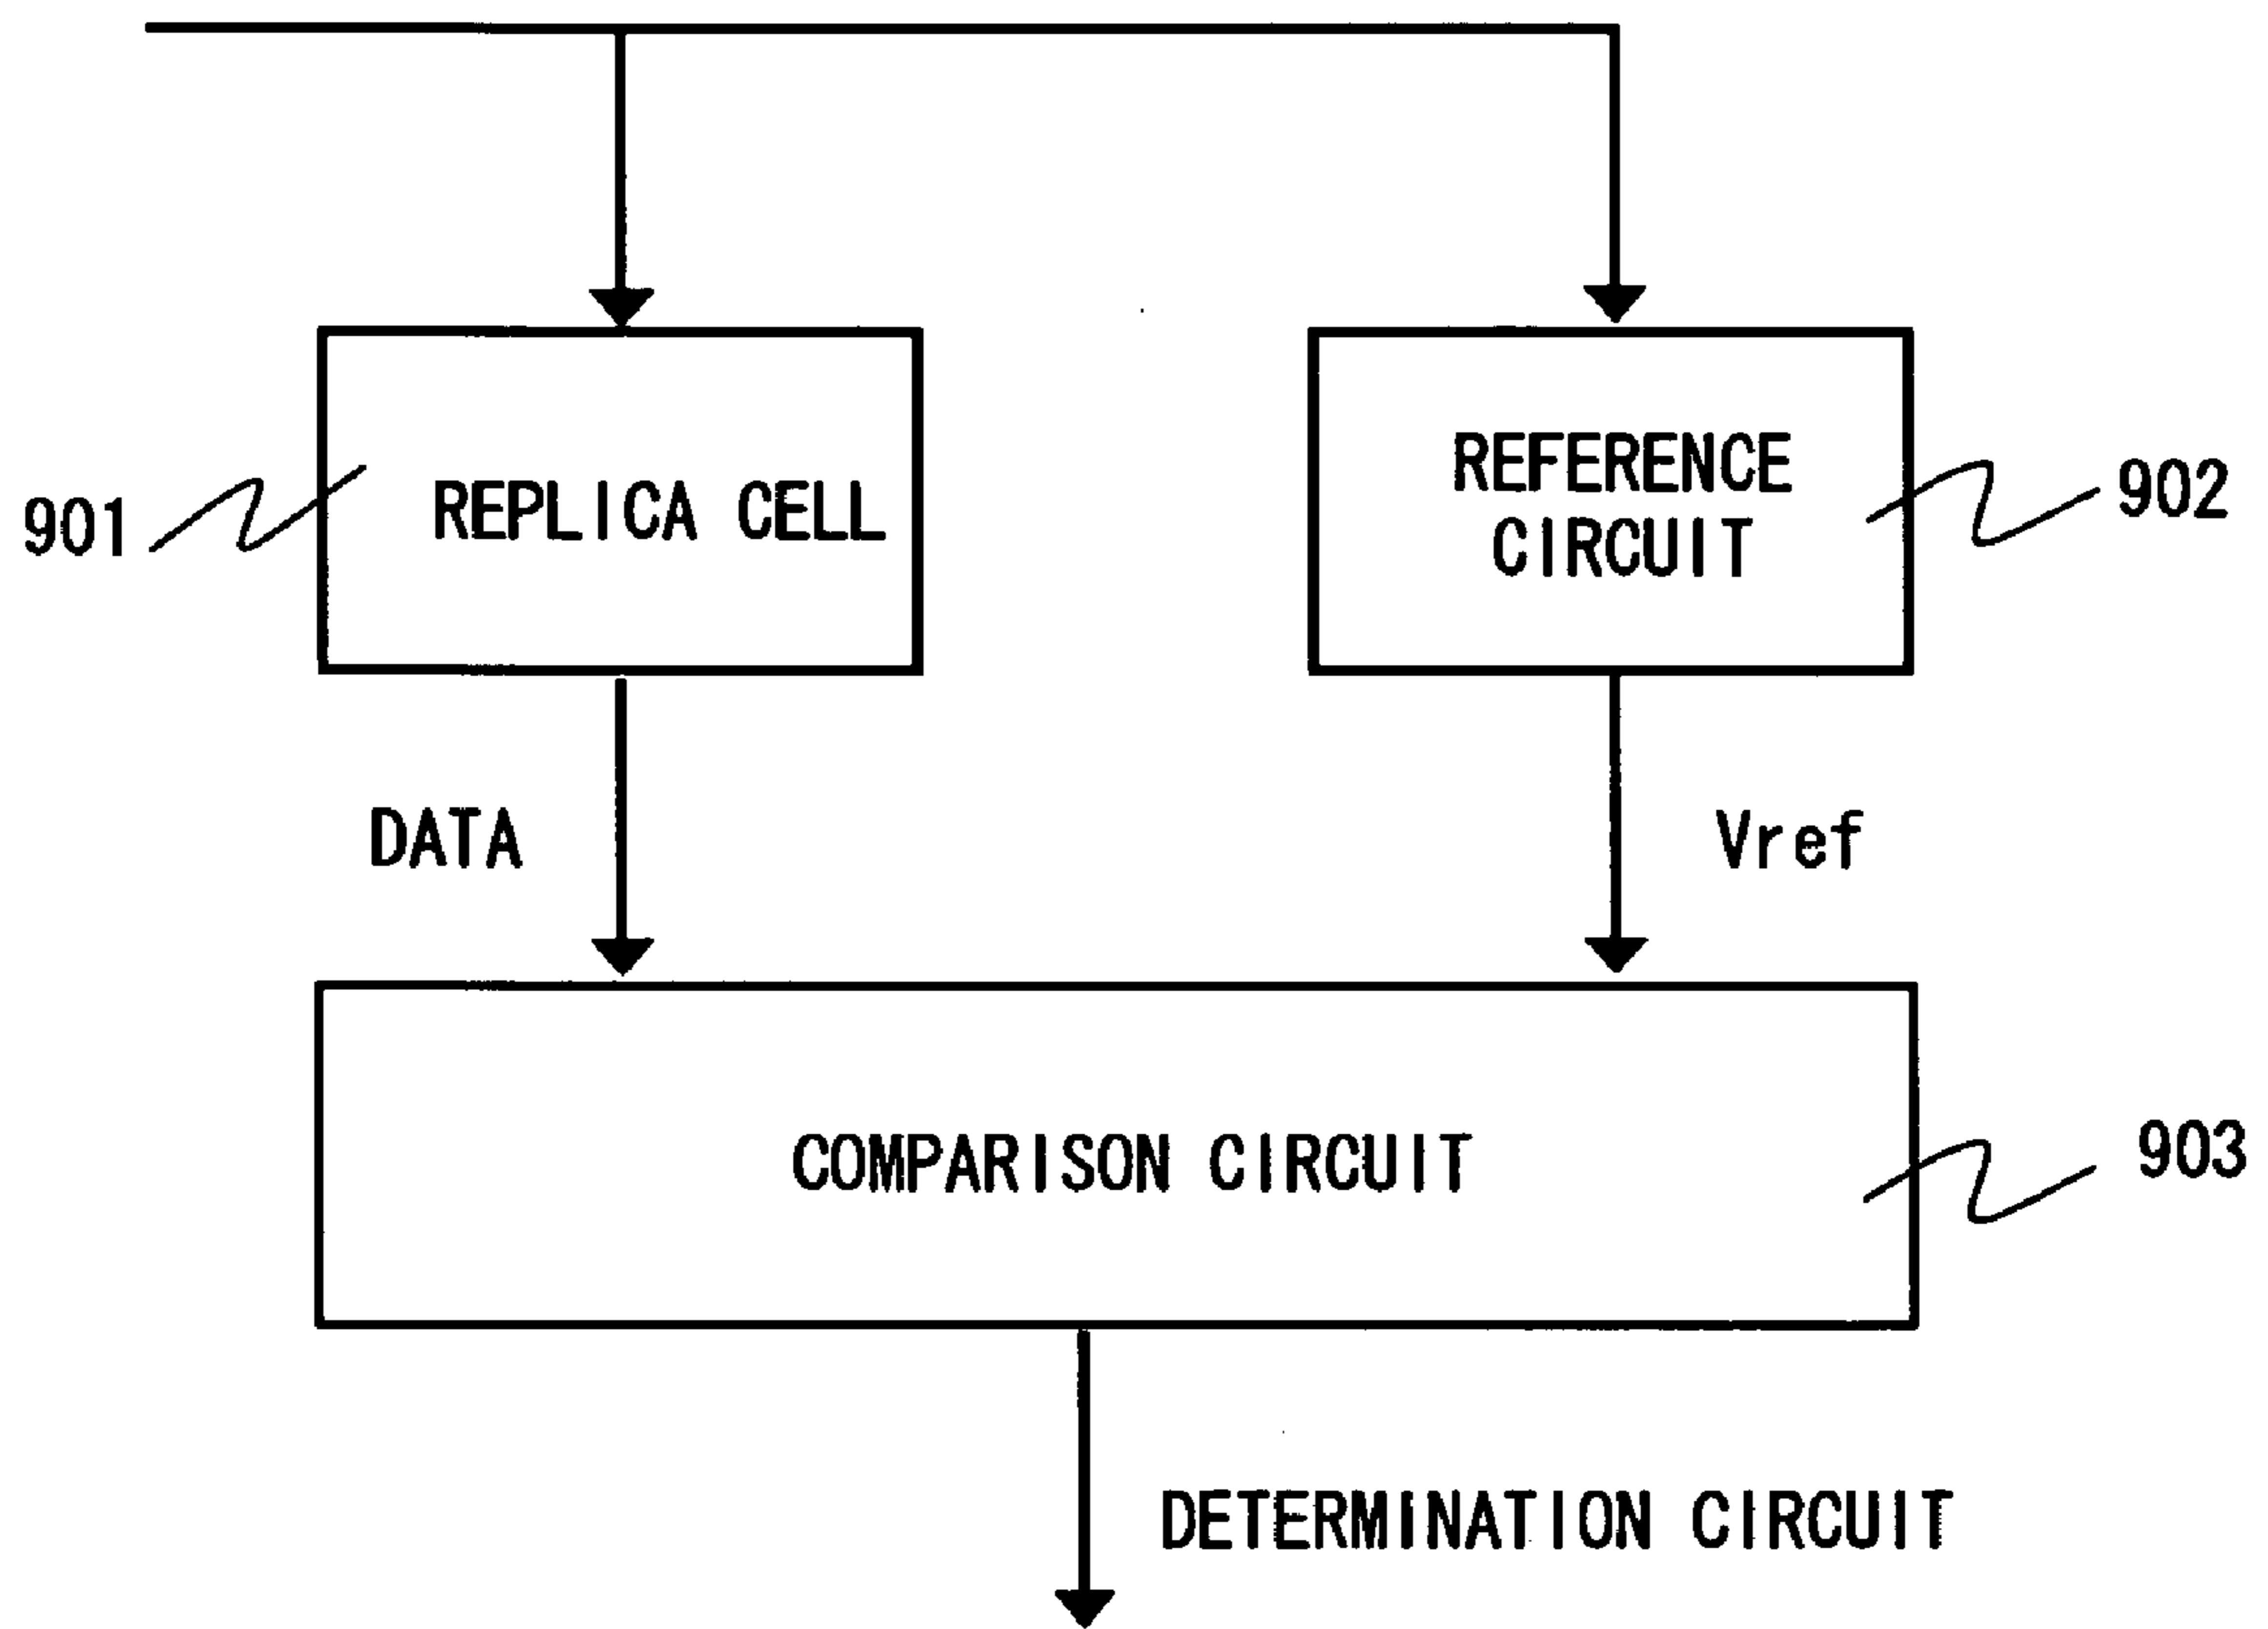 901
REPLICA CELL
REFERENCE
CIRCUIT
902
DATA
Vref
COMPARISON CIRCUIT
903
DETERMINATION CIRCUIT